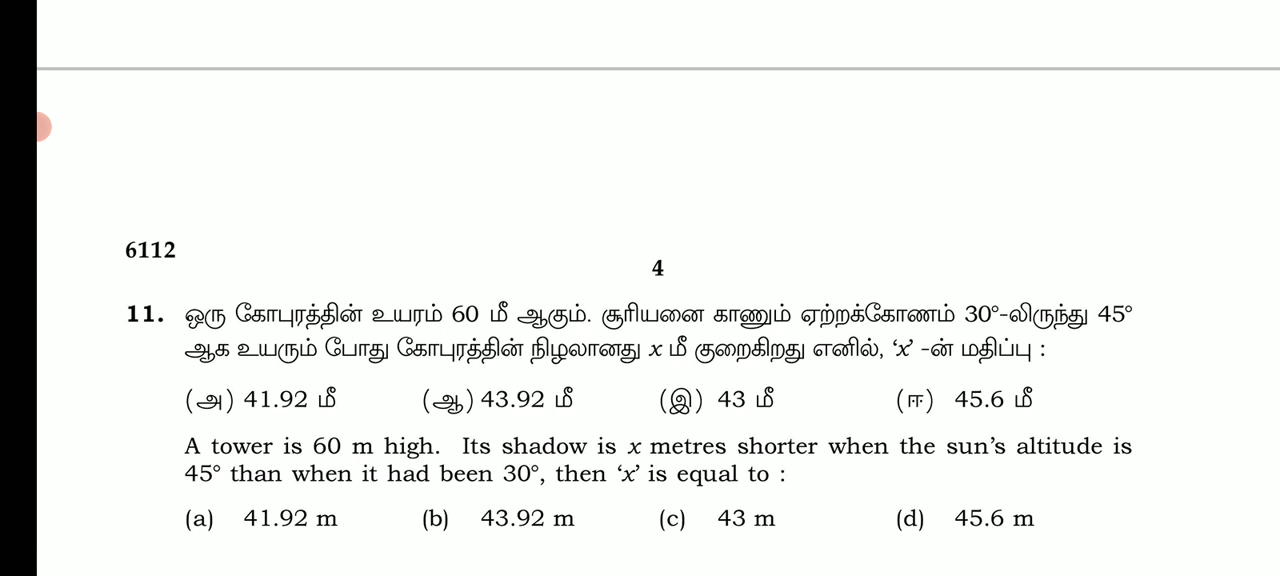 6112
4
11. ஒரு கோபுரத்தின் உயரம் 60 மீ ஆகும். சூரியனை காணும் ஏற்றக்கோணம் 30°-லிருந்து 45°
ஆக உயரும் போது கோபுரத்தின் நிழலானது x மீ குறைகிறது எனில், ‘x’ -ன் மதிப்பு :
(அ) 41.92 மீ (ஆ) 43.92 மீ (இ) 43 மீ (ஈ) 45.6 மீ
A tower is 60 m high. Its shadow is x metres shorter when the sun’s altitude is
45° than when it had been 30°, then ‘x’ is equal to :
(a) 41.92 m (b) 43.92 m (c) 43 m (d) 45.6 m